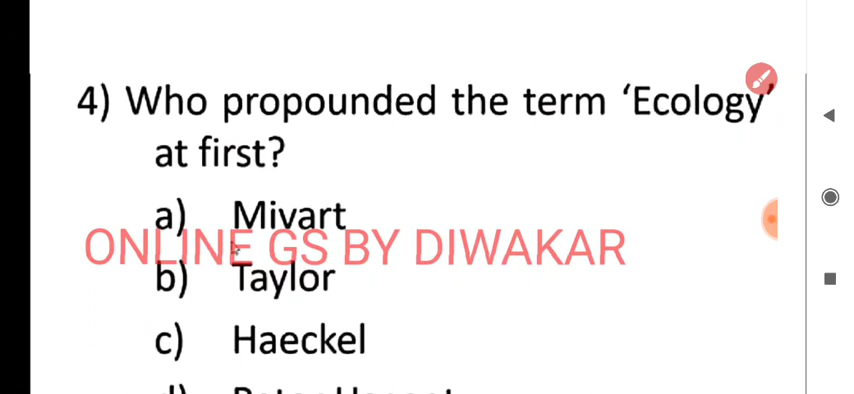 4) Who propounded the term ‘Ecology’
at first?
a) Mivart
ONLINE GS BY DIWAKAR
b) Taylor
c) Haeckel